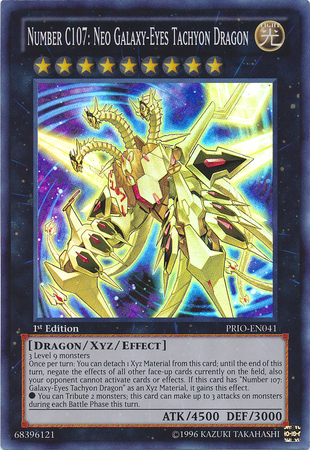 NUMBER C107: NEO GALAXY-EYES TACHYON DRAGON
LIGHT
光
1st Edition
PRIO-EN041
[DRAGON/XYZ/EFFECT]
3 Level 9 monsters
Once per turn: You can detach 1 Xyz Material from this card; until the end of this
turn, negate the effects of all other face-up cards currently on the field, also
your opponent cannot activate cards or effects. If this card has "Number 107:
Galaxy-Eyes Tachyon Dragon" as an Xyz Material, it gains this effect.
● You can Tribute 2 monsters; this card can make up to 3 attacks on
monsters during each Battle Phase this turn.
ATK/4500 DEF/3000
68396121
©1996 KAZUKI TAKAHASHI